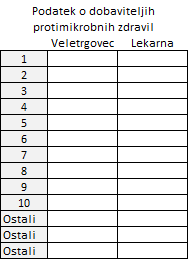 Podatek o dobaviteljih
protimikrobnih zdravil
Veletrgovec Lekarna
1
2
3
4
5
6
7
8
9
10
Ostali
Ostali
Ostali